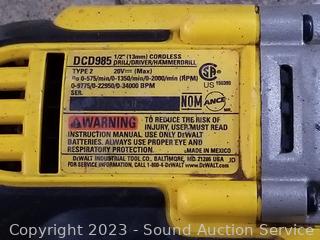 DCD985 1/2" (13mm) CORDLESS
DRILL/DRIVER/HAMMERDRILL
TYPE 2 20V⎓ (Max)
n₀ 0-575/min/0-1350/min/0-2000/min (RPM)
0-9775/0-22950/0-34000 BPM
SER.
US
NOM
ANCE
WARNING
TO REDUCE THE RISK OF
INJURY, USER MUST READ
INSTRUCTION MANUAL. USE ONLY DEWALT
BATTERIES. ALWAYS USE PROPER EYE AND
RESPIRATORY PROTECTION. MADE IN MEXICO
DEWALT INDUSTRIAL TOOL CO., BALTIMORE, MD 21286 USA JD
FOR SERVICE INFORMATION, CALL 1-800-4-DEWALT www.DEWALT.com
Copyright 2023 - Sound Auction Service